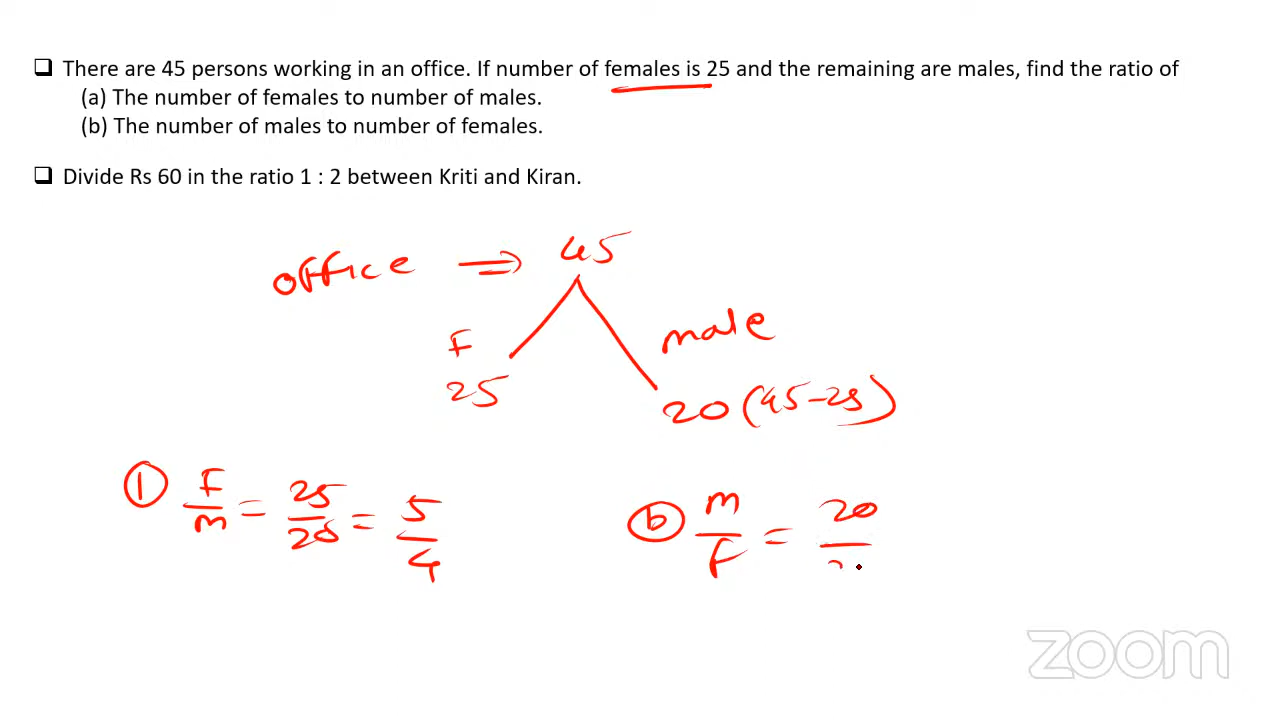 ❑ There are 45 persons working in an office. If number of females is 25 and the remaining are males, find the ratio of
(a) The number of females to number of males.
(b) The number of males to number of females.
❑ Divide Rs 60 in the ratio 1 : 2 between Kriti and Kiran.
office ⇒ 45
F male
25 20 (45-25)
① F/m = 25/20 = 5/4
ⓑ m/F = 20/
zoom